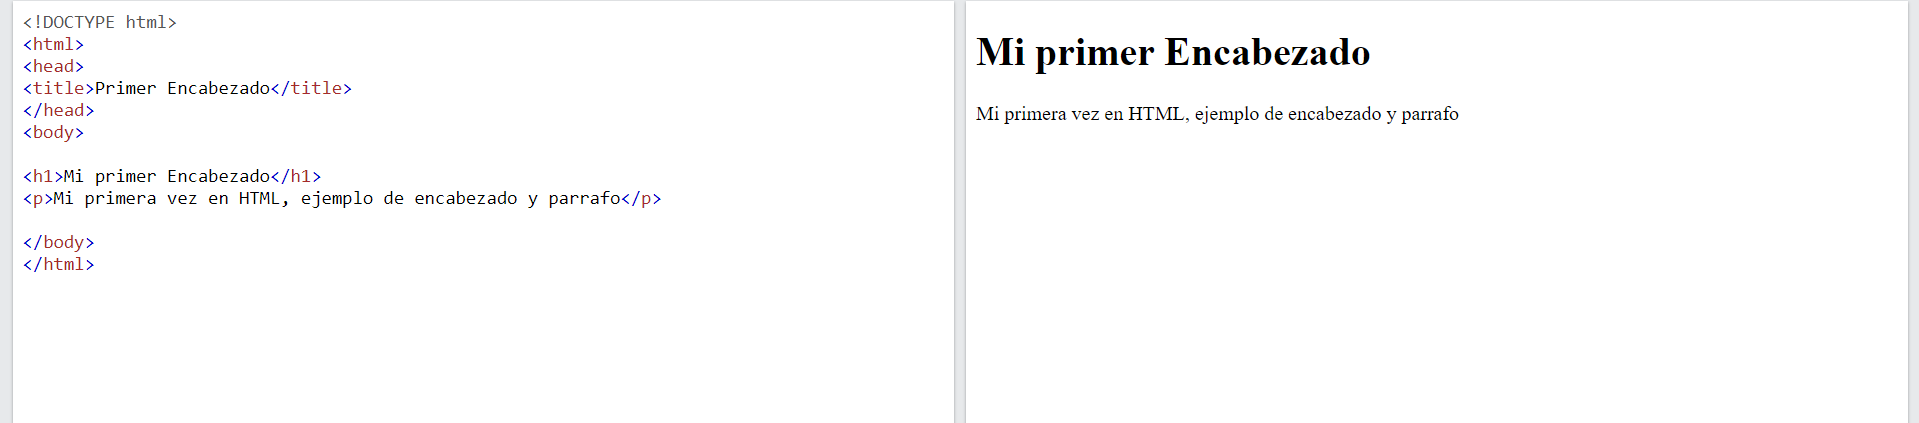 <!DOCTYPE html>
<html>
<head>
<title>Primer Encabezado</title>
</head>
<body>
<h1>Mi primer Encabezado</h1>
<p>Mi primera vez en HTML, ejemplo de encabezado y parrafo</p>
</body>
</html>
Mi primer Encabezado
Mi primera vez en HTML, ejemplo de encabezado y parrafo